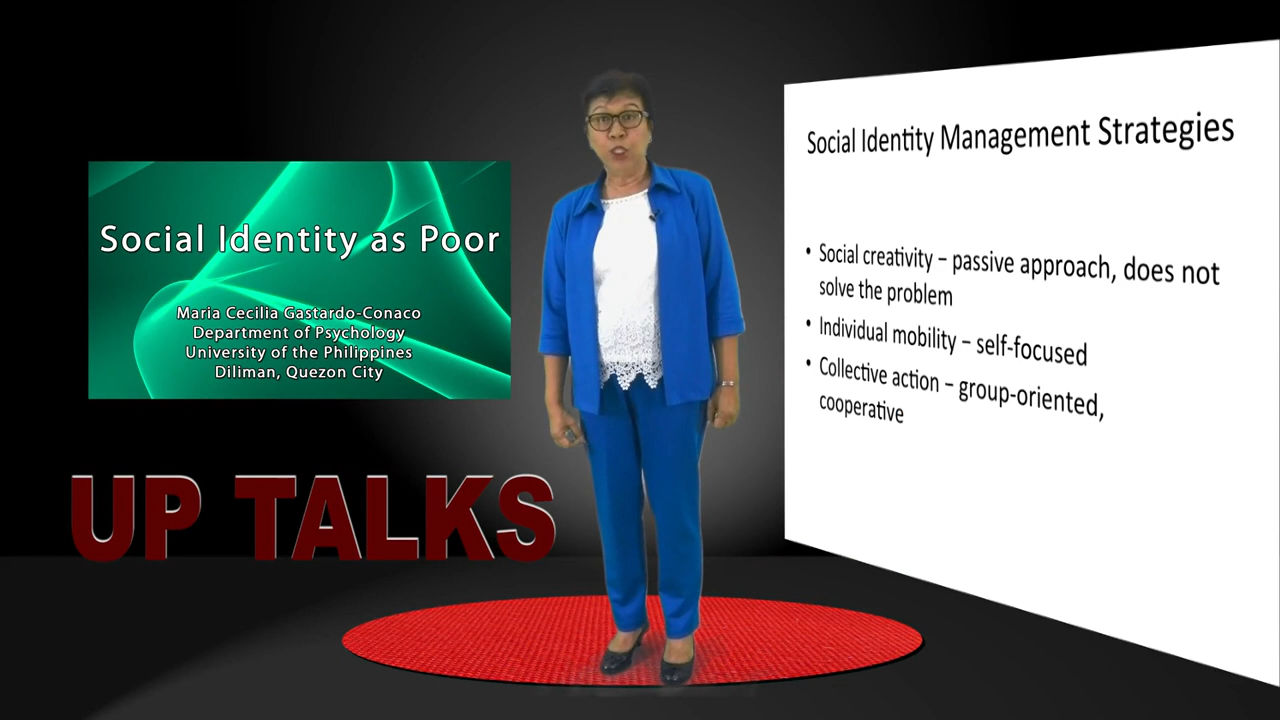 Social Identity as Poor
Maria Cecilia Gastardo-Conaco
Department of Psychology
University of the Philippines
Diliman, Quezon City
UP TALKS
Social Identity Management Strategies
• Social creativity – passive approach, does not
solve the problem
• Individual mobility – self-focused
• Collective action – group-oriented,
cooperative